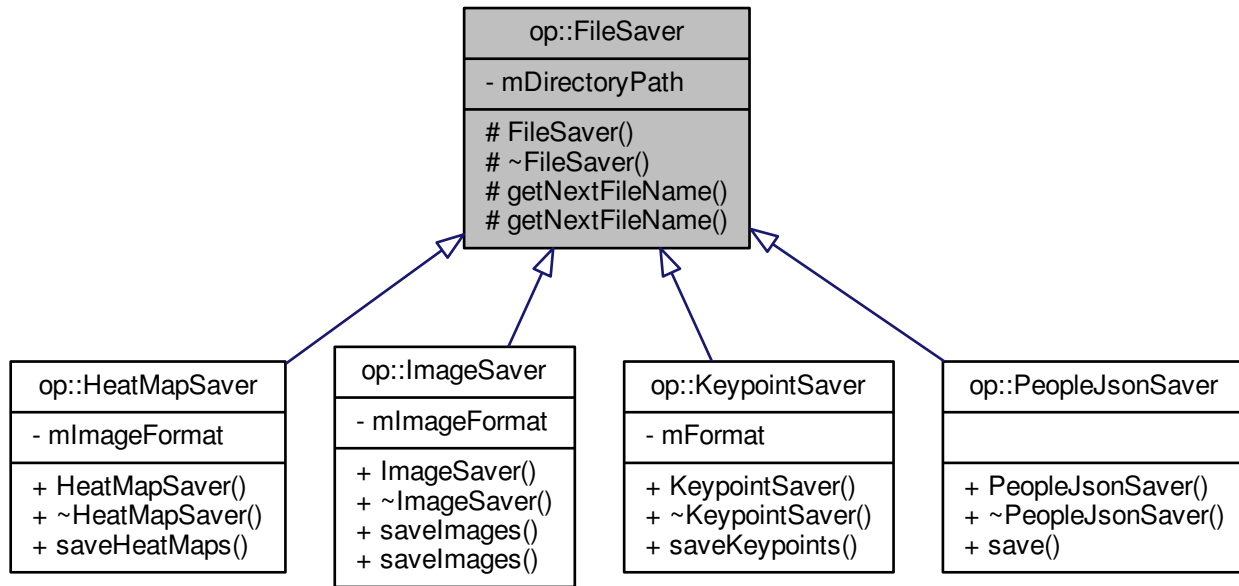 op::FileSaver
- mDirectoryPath
# FileSaver()
# ~FileSaver()
# getNextFileName()
# getNextFileName()
op::HeatMapSaver
- mImageFormat
+ HeatMapSaver()
+ ~HeatMapSaver()
+ saveHeatMaps()
op::ImageSaver
- mImageFormat
+ ImageSaver()
+ ~ImageSaver()
+ saveImages()
+ saveImages()
op::KeypointSaver
- mFormat
+ KeypointSaver()
+ ~KeypointSaver()
+ saveKeypoints()
op::PeopleJsonSaver
+ PeopleJsonSaver()
+ ~PeopleJsonSaver()
+ save()